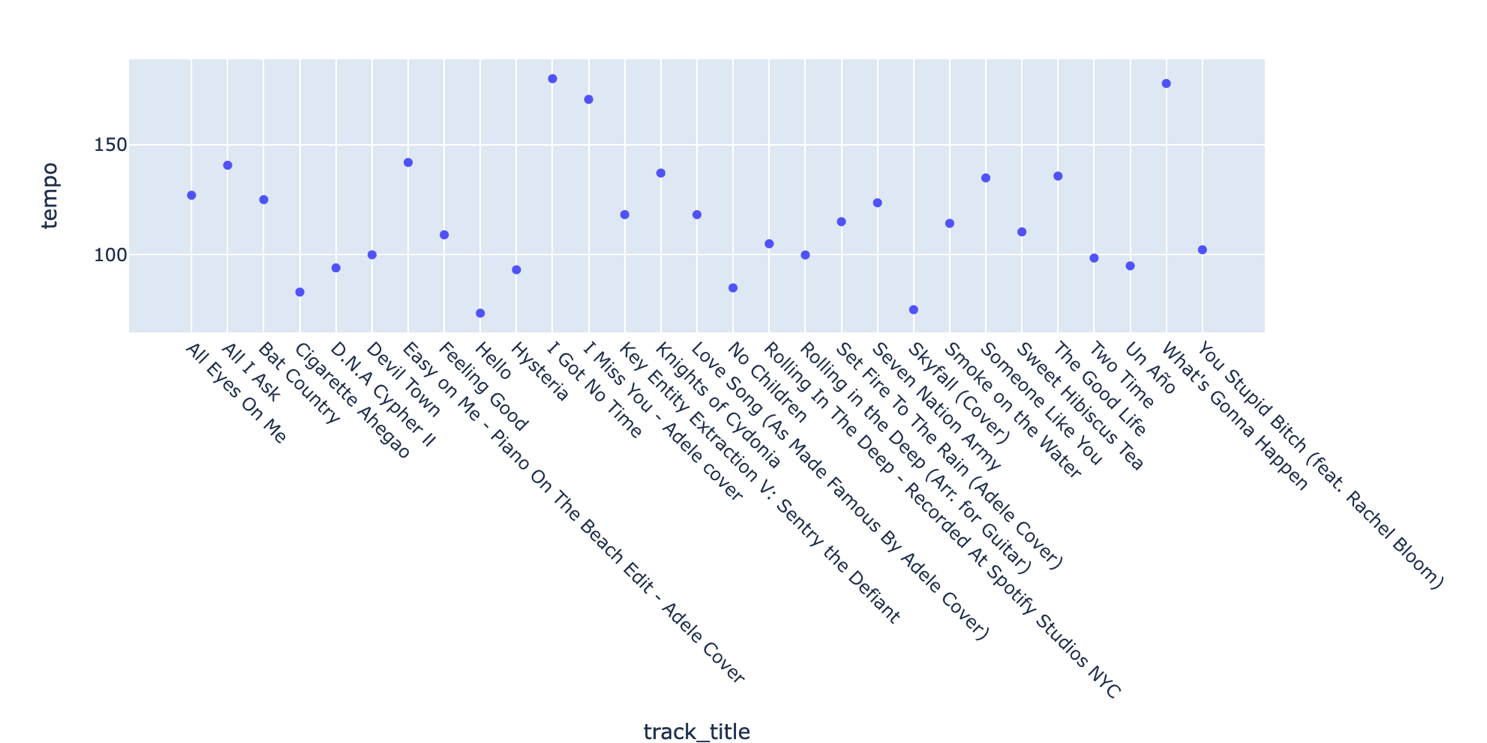 150
100
tempo
All Eyes On Me
All I Ask
Bat Country
Cigarette Ahegao
D.N.A Cypher II
Devil Town
Easy on Me - Piano On The Beach Edit - Adele Cover
Feeling Good
Hello
Hysteria
I Got No Time
I Miss You - Adele cover
Key Entity Extraction V: Sentry the Defiant
Knights of Cydonia
Love Song (As Made Famous By Adele Cover)
No Children
Rolling In The Deep - Recorded At Spotify Studios NYC
Rolling in the Deep (Arr. for Guitar)
Set Fire To The Rain (Adele Cover)
Seven Nation Army
Skyfall (Cover)
Smoke on the Water
Someone Like You
Sweet Hibiscus Tea
The Good Life
Two Time
Un Año
What's Gonna Happen
You Stupid Bitch (feat. Rachel Bloom)
track_title